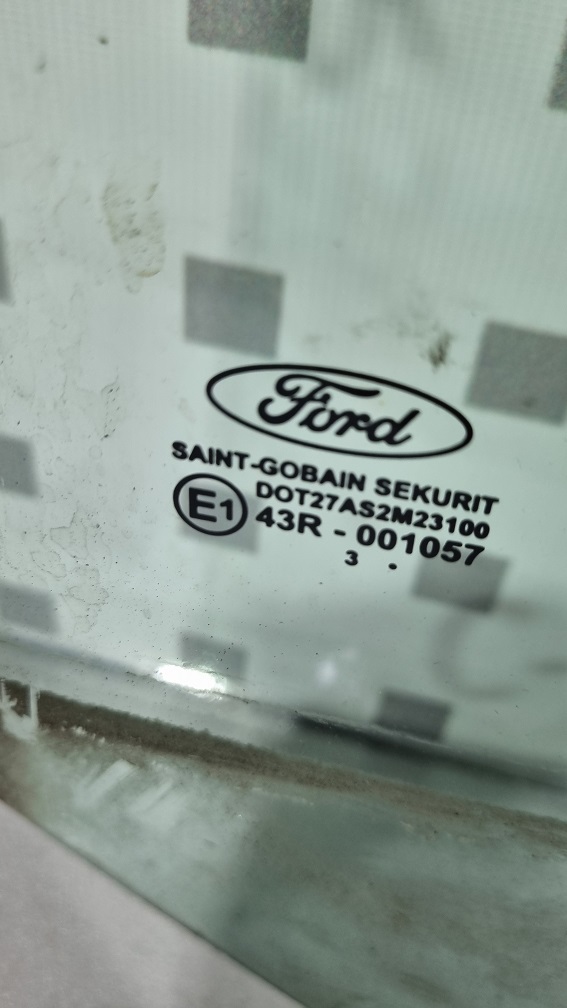 Ford
SAINT-GOBAIN SEKURIT
DOT27AS2M23100
E1 43R - 001057
3 .